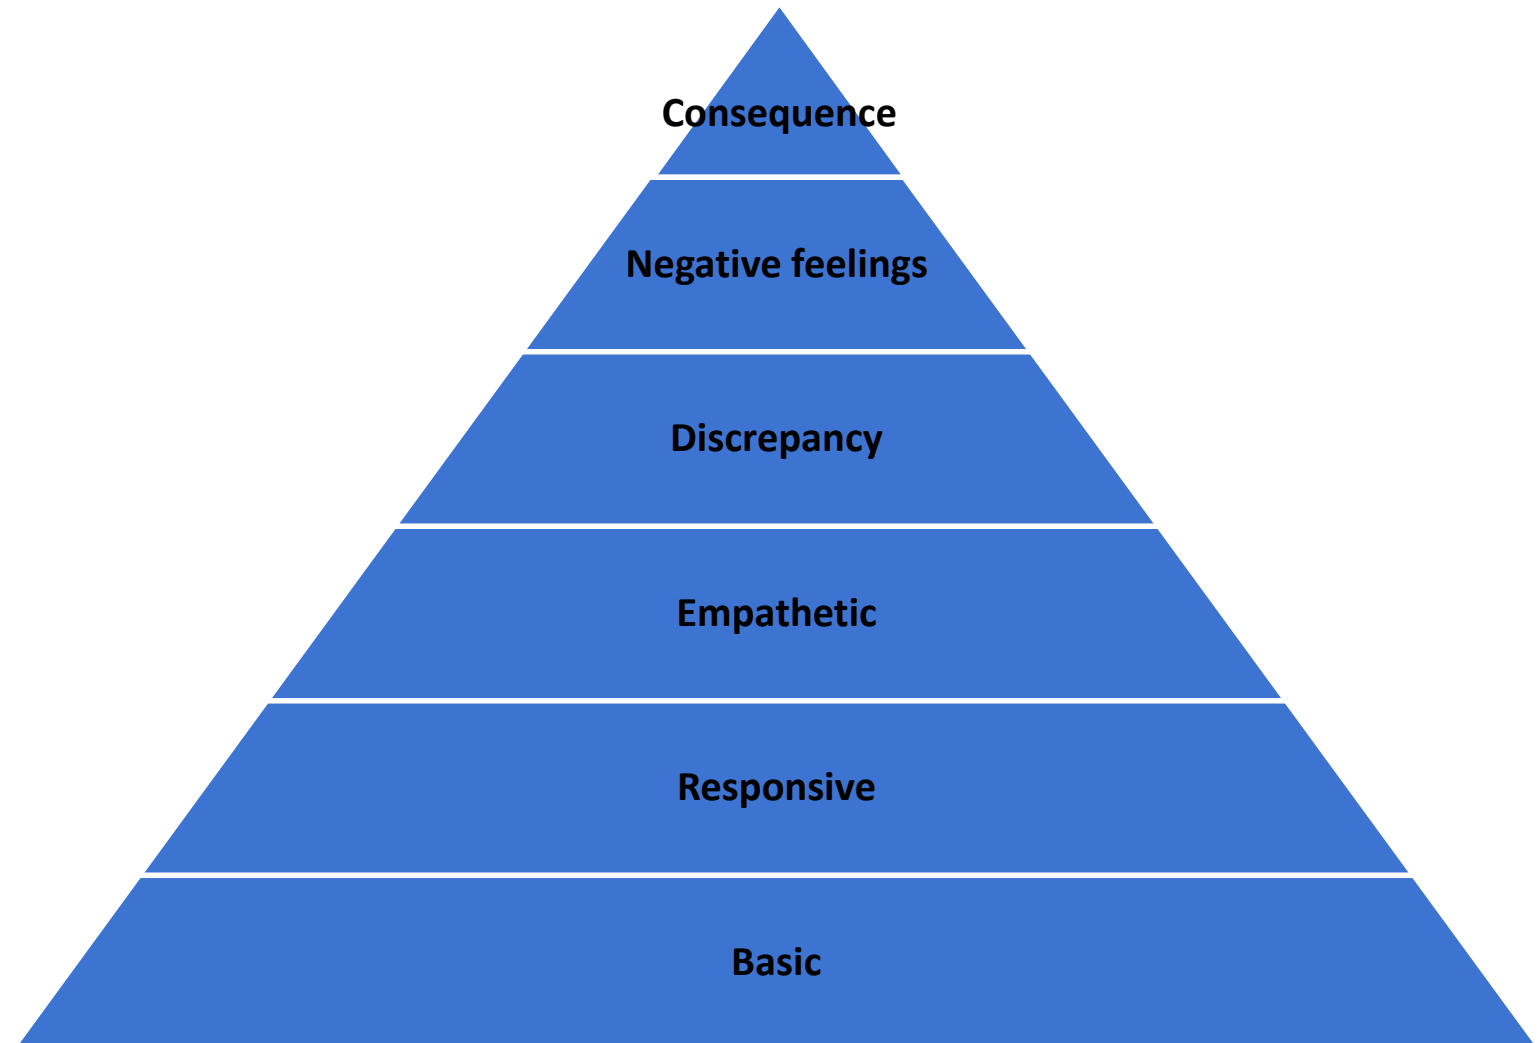 Consequence
Negative feelings
Discrepancy
Empathetic
Responsive
Basic